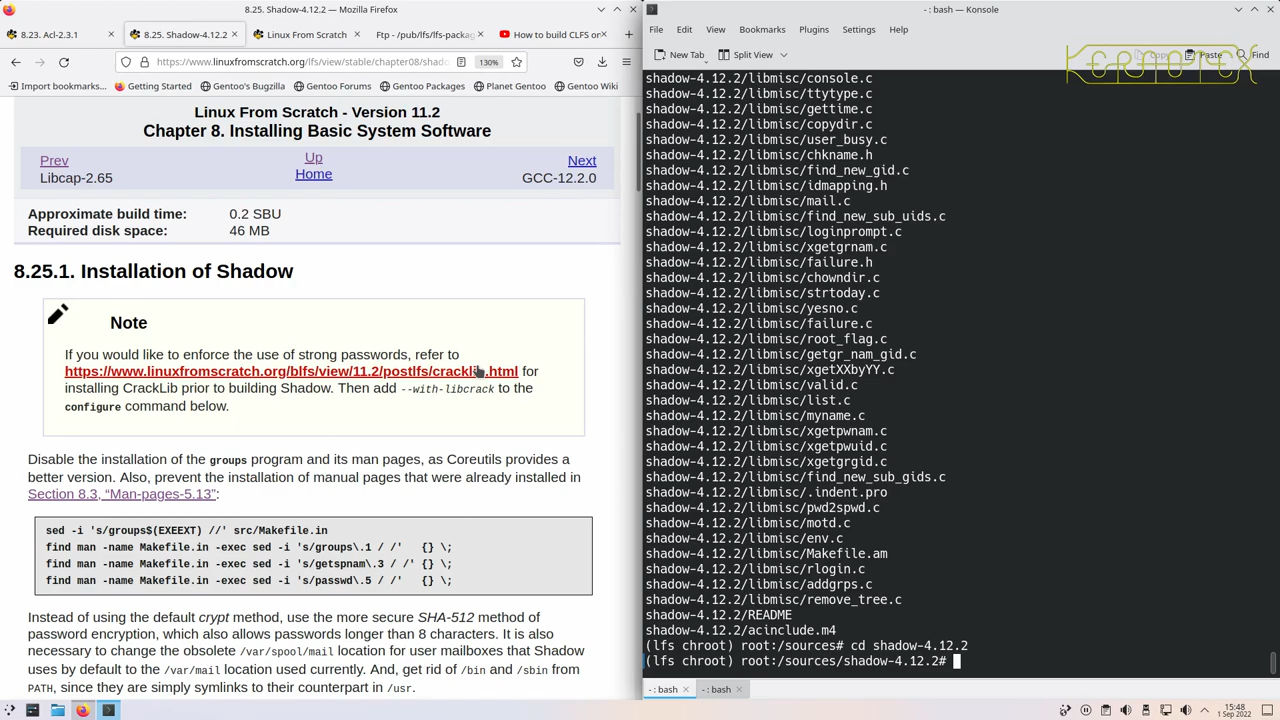 8.25. Shadow-4.12.2 — Mozilla Firefox
8.23. Acl-2.3.1
8.25. Shadow-4.12.2
Linux From Scratch
Ftp - /pub/lfs/lfs-packag
How to build CLFS on
https://www.linuxfromscratch.org/lfs/view/stable/chapter08/shado
130%
Import bookmarks...
Getting Started
Gentoo's Bugzilla
Gentoo Forums
Gentoo Packages
Planet Gentoo
Gentoo Wiki
Linux From Scratch - Version 11.2
Chapter 8. Installing Basic System Software
Prev
Up
Next
Libcap-2.65
Home
GCC-12.2.0
Approximate build time: 0.2 SBU
Required disk space: 46 MB
8.25.1. Installation of Shadow
Note
If you would like to enforce the use of strong passwords, refer to
https://www.linuxfromscratch.org/blfs/view/11.2/postlfs/cracklib.html for
installing CrackLib prior to building Shadow. Then add --with-libcrack to the
configure command below.
Disable the installation of the groups program and its man pages, as Coreutils provides a
better version. Also, prevent the installation of manual pages that were already installed in
Section 8.3, “Man-pages-5.13”:
sed -i 's/groups$(EXEEXT) //' src/Makefile.in
find man -name Makefile.in -exec sed -i 's/groups\.1 / /' {} \;
find man -name Makefile.in -exec sed -i 's/getspnam\.3 / /' {} \;
find man -name Makefile.in -exec sed -i 's/passwd\.5 / /' {} \;
Instead of using the default crypt method, use the more secure SHA-512 method of
password encryption, which also allows passwords longer than 8 characters. It is also
necessary to change the obsolete /var/spool/mail location for user mailboxes that Shadow
uses by default to the /var/mail location used currently. And, get rid of /bin and /sbin from
PATH, since they are simply symlinks to their counterpart in /usr.
- : bash — Konsole
File Edit View Bookmarks Plugins Settings Help
New Tab
Split View
Copy
Paste
Find
KERNOTEX
shadow-4.12.2/libmisc/console.c
shadow-4.12.2/libmisc/ttytype.c
shadow-4.12.2/libmisc/gettime.c
shadow-4.12.2/libmisc/copydir.c
shadow-4.12.2/libmisc/user_busy.c
shadow-4.12.2/libmisc/chkname.h
shadow-4.12.2/libmisc/find_new_gid.c
shadow-4.12.2/libmisc/idmapping.h
shadow-4.12.2/libmisc/mail.c
shadow-4.12.2/libmisc/find_new_sub_uids.c
shadow-4.12.2/libmisc/loginprompt.c
shadow-4.12.2/libmisc/xgetgrnam.c
shadow-4.12.2/libmisc/failure.h
shadow-4.12.2/libmisc/chowndir.c
shadow-4.12.2/libmisc/strtoday.c
shadow-4.12.2/libmisc/yesno.c
shadow-4.12.2/libmisc/failure.c
shadow-4.12.2/libmisc/root_flag.c
shadow-4.12.2/libmisc/getgr_nam_gid.c
shadow-4.12.2/libmisc/xgetXXbyYY.c
shadow-4.12.2/libmisc/valid.c
shadow-4.12.2/libmisc/list.c
shadow-4.12.2/libmisc/myname.c
shadow-4.12.2/libmisc/xgetpwnam.c
shadow-4.12.2/libmisc/xgetpwuid.c
shadow-4.12.2/libmisc/xgetgrgid.c
shadow-4.12.2/libmisc/find_new_sub_gids.c
shadow-4.12.2/libmisc/.indent.pro
shadow-4.12.2/libmisc/pwd2spwd.c
shadow-4.12.2/libmisc/motd.c
shadow-4.12.2/libmisc/env.c
shadow-4.12.2/libmisc/Makefile.am
shadow-4.12.2/libmisc/rlogin.c
shadow-4.12.2/libmisc/addgrps.c
shadow-4.12.2/libmisc/remove_tree.c
shadow-4.12.2/README
shadow-4.12.2/acinclude.m4
(lfs chroot) root:/sources# cd shadow-4.12.2
(lfs chroot) root:/sources/shadow-4.12.2#
- : bash
- : bash
15:48
1 Sep 2022